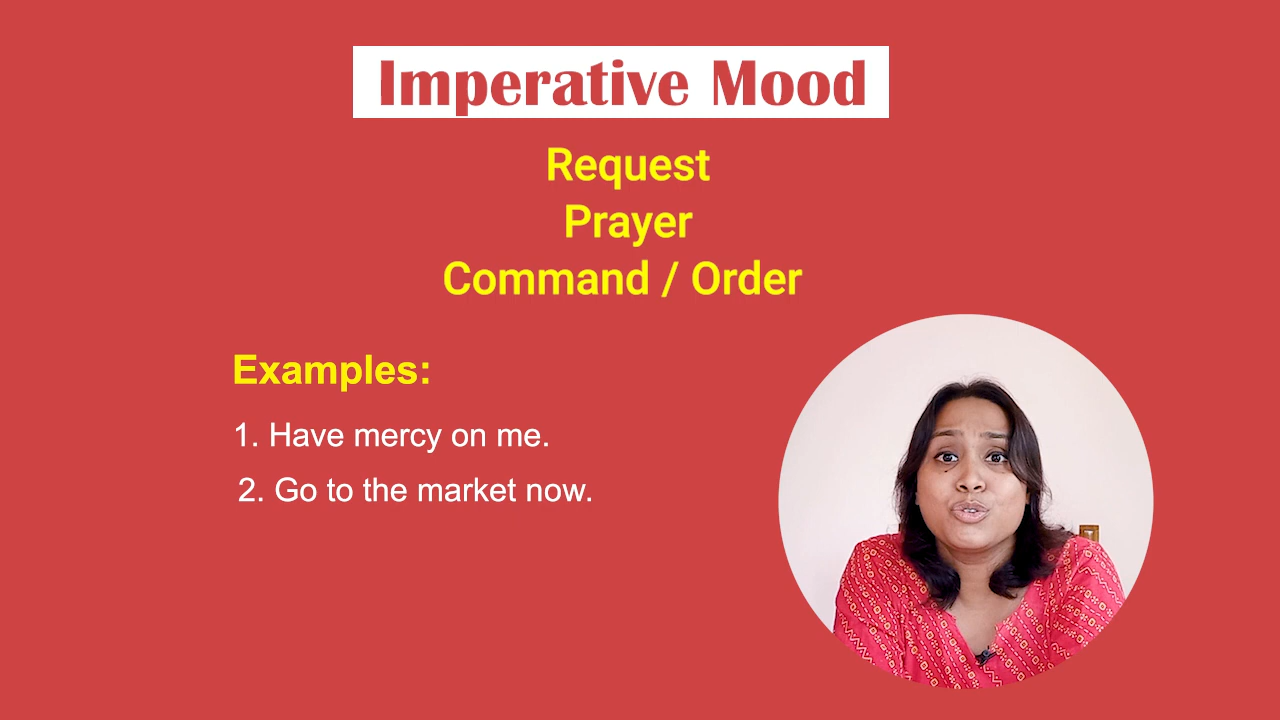 Imperative Mood
Request
Prayer
Command / Order
Examples:
1. Have mercy on me.
2. Go to the market now.